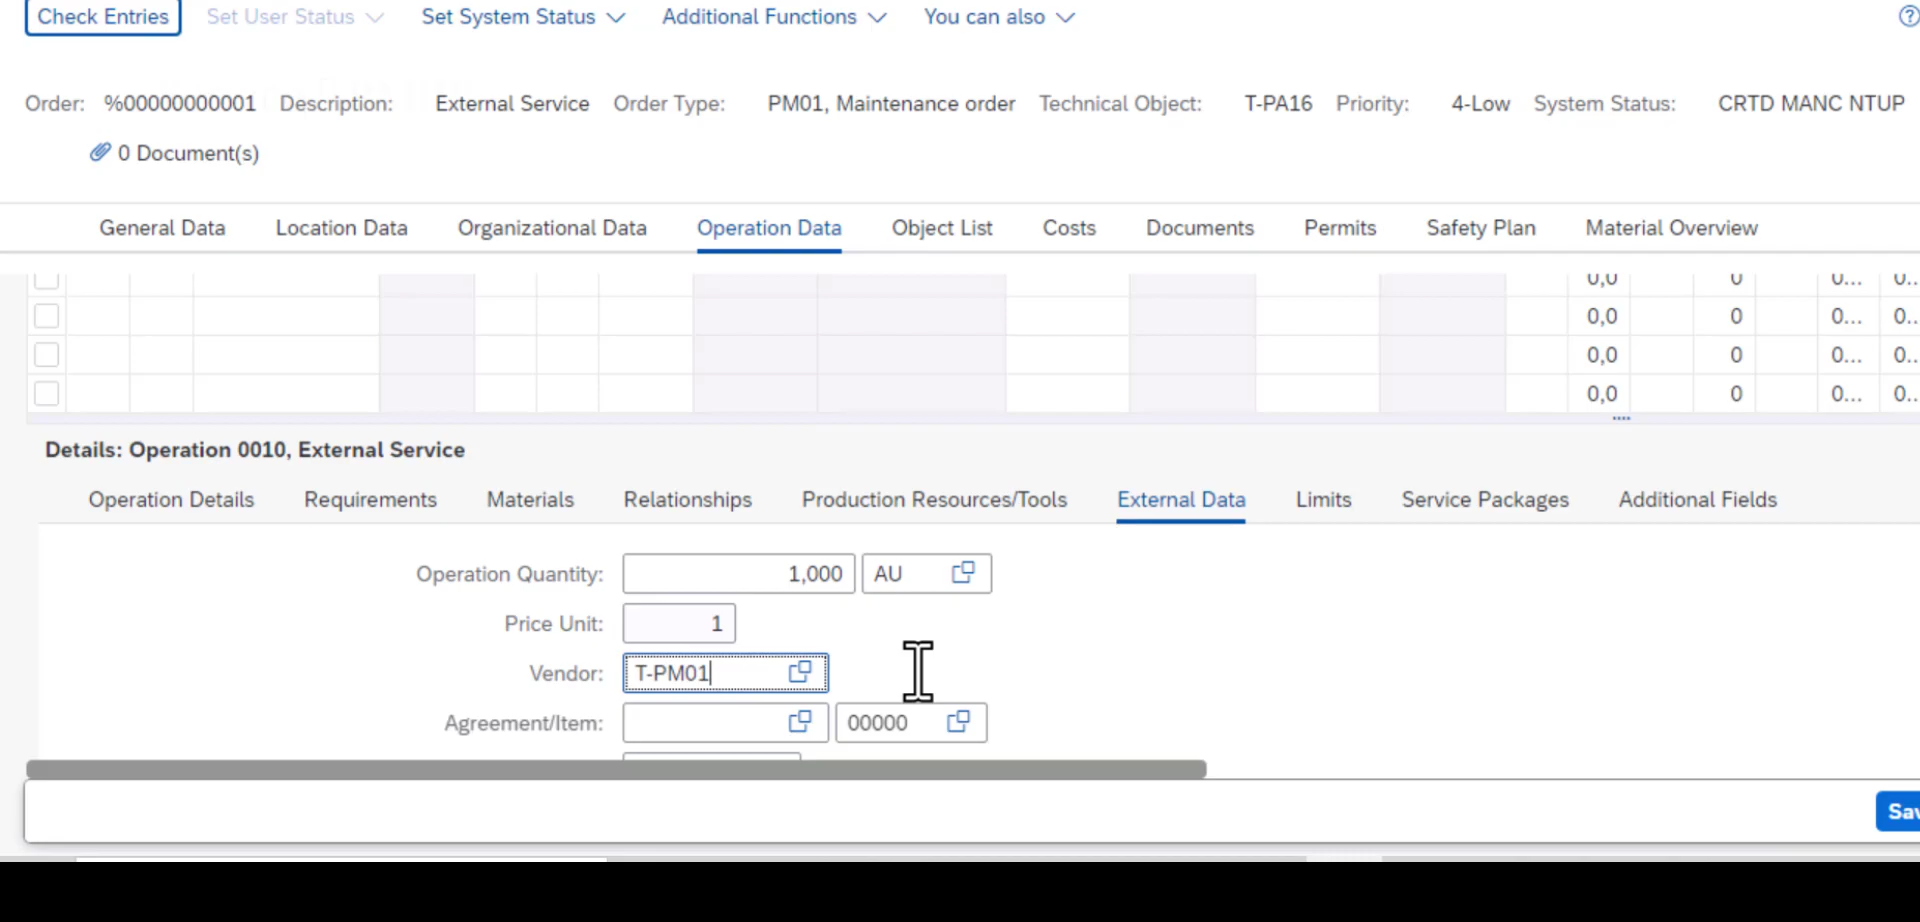 Check Entries Set User Status Set System Status Additional Functions You can also
Order: %00000000001 Description: External Service Order Type: PM01, Maintenance order Technical Object: T-PA16 Priority: 4-Low System Status: CRTD MANC NTUP
0 Document(s)
General Data Location Data Organizational Data Operation Data Object List Costs Documents Permits Safety Plan Material Overview
0,0 0 0... 0..
0,0 0 0... 0..
0,0 0 0... 0..
0,0 0 0... 0..
Details: Operation 0010, External Service
Operation Details Requirements Materials Relationships Production Resources/Tools External Data Limits Service Packages Additional Fields
Operation Quantity: 1,000 AU
Price Unit: 1
Vendor: T-PM01
Agreement/Item: 00000
Sav